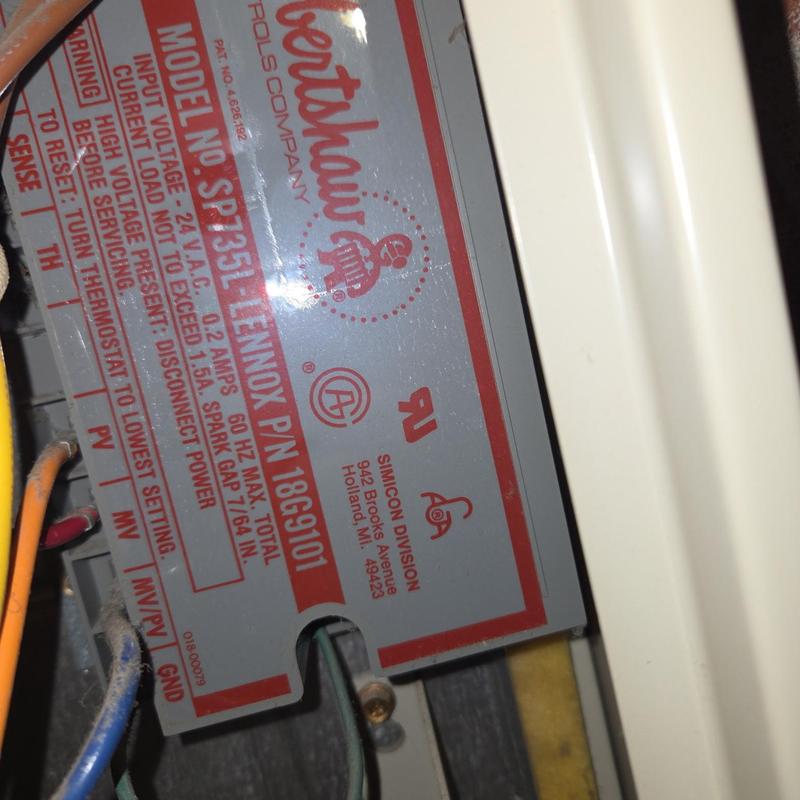 bertshaw
TROLS COMPANY
PAT. NO. 4,626,192
MODEL Nº. SP735L - LENNOX P/N 18G9101
INPUT VOLTAGE - 24 V.A.C. 0.2 AMPS 60 HZ MAX. TOTAL
CURRENT LOAD NOT TO EXCEED 1.5A. SPARK GAP 7/64 IN.
ARNING
HIGH VOLTAGE PRESENT: DISCONNECT POWER
BEFORE SERVICING.
TO RESET: TURN THERMOSTAT TO LOWEST SETTING.
SENSE TH PV MV MV/PV GND
018-00079
SIMICON DIVISION
942 Brooks Avenue
Holland, MI. 49423